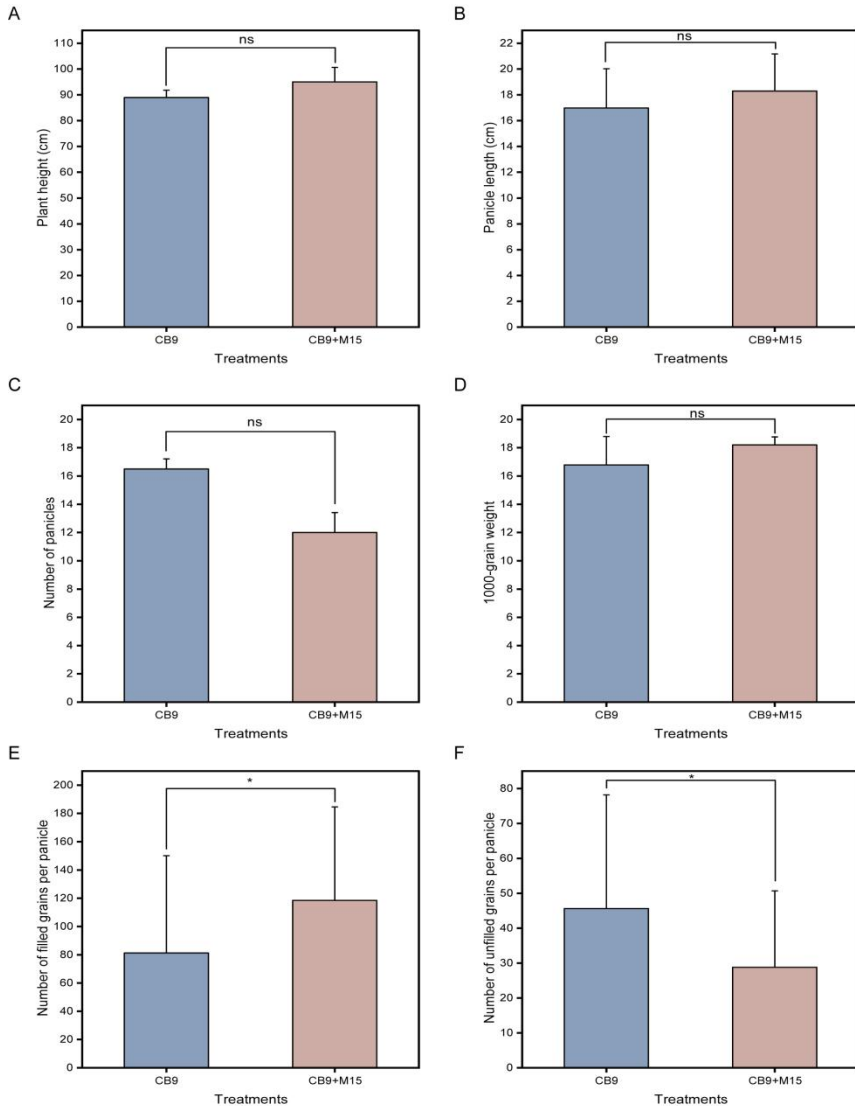 A
ns
110
100
90
80
70
60
50
40
30
20
10
0
Plant height (cm)
CB9
CB9+M15
Treatments
B
ns
22
20
18
16
14
12
10
8
6
4
2
0
Panicle length (cm)
CB9
CB9+M15
Treatments
C
ns
20
18
16
14
12
10
8
6
4
2
0
Number of panicles
CB9
CB9+M15
Treatments
D
ns
20
18
16
14
12
10
8
6
4
2
0
1000-grain weight
CB9
CB9+M15
Treatments
E
*
200
180
160
140
120
100
80
60
40
20
0
Number of filled grains per panicle
CB9
CB9+M15
Treatments
F
*
80
70
60
50
40
30
20
10
0
Number of unfilled grains per panicle
CB9
CB9+M15
Treatments